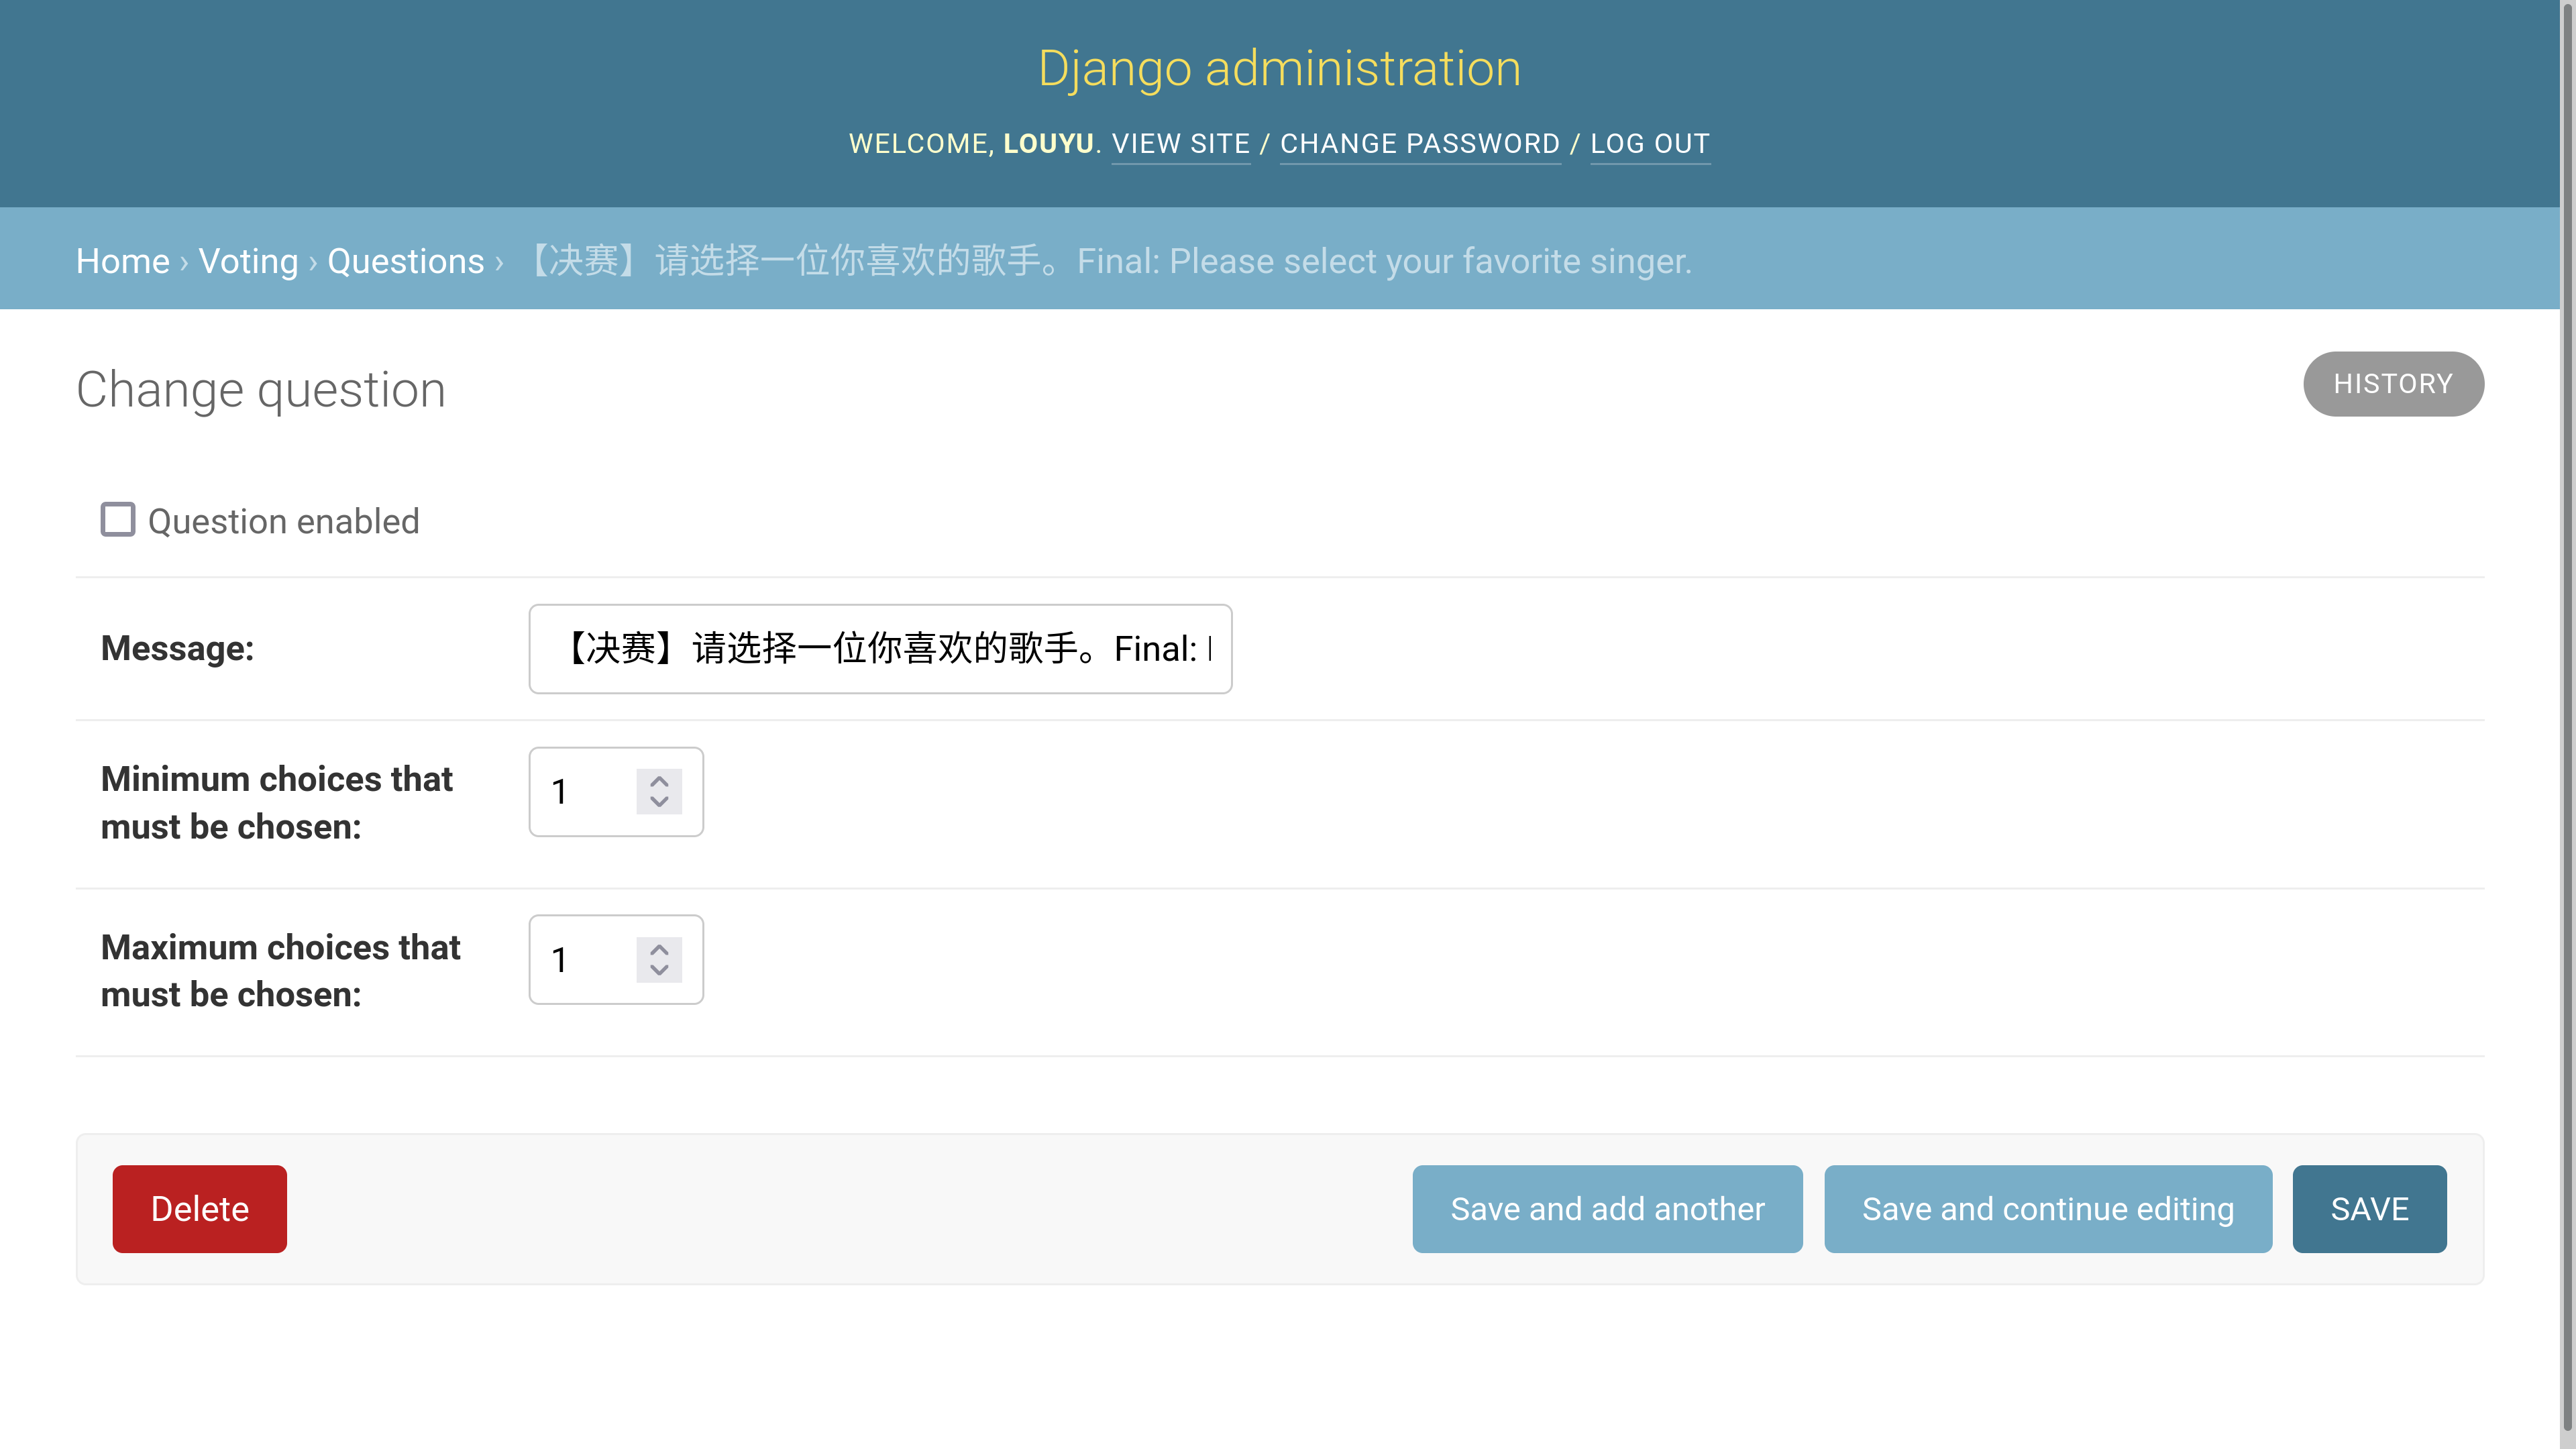 Django administration
WELCOME, LOUYU. VIEW SITE / CHANGE PASSWORD / LOG OUT
Home › Voting › Questions › 【决赛】请选择一位你喜欢的歌手。Final: Please select your favorite singer.
Change question
HISTORY
Question enabled
Message: 【决赛】请选择一位你喜欢的歌手。Final:
Minimum choices that
must be chosen:
1
Maximum choices that
must be chosen:
1
Delete
Save and add another
Save and continue editing
SAVE